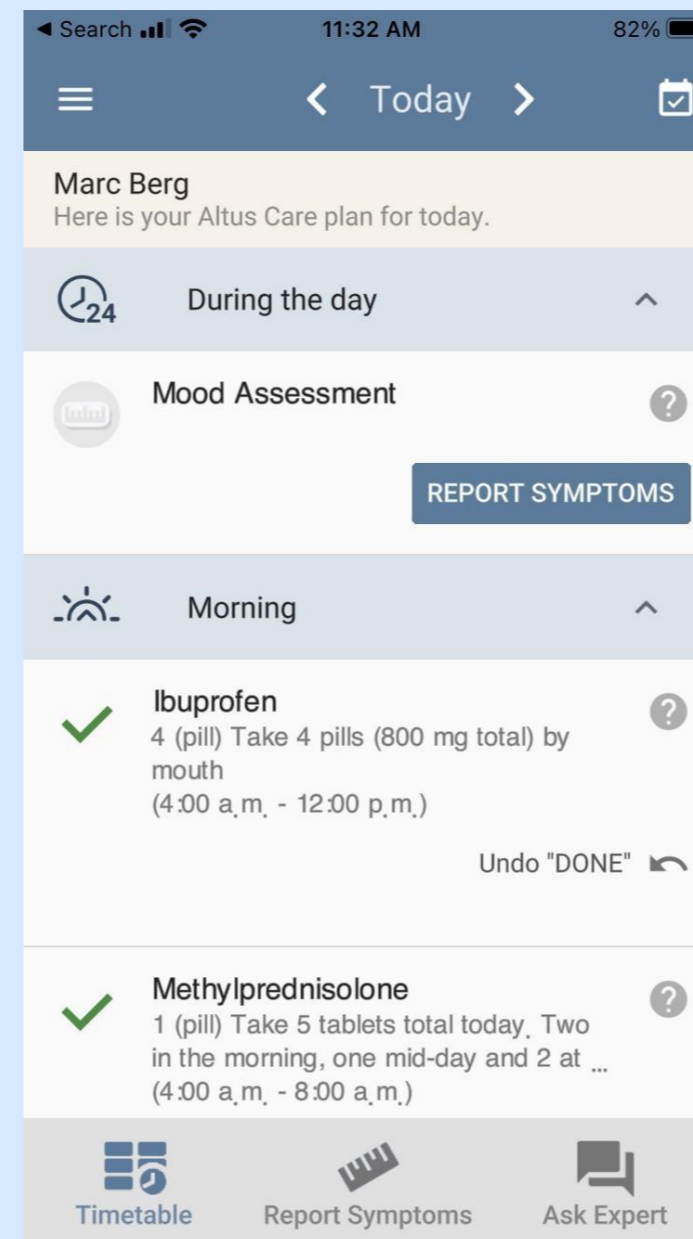 ◀ Search 11:32 AM 82%
Today
Marc Berg
Here is your Altus Care plan for today.
24 During the day
Mood Assessment
REPORT SYMPTOMS
Morning
Ibuprofen
4 (pill) Take 4 pills (800 mg total) by
mouth
(4:00 a.m. - 12:00 p.m.)
Undo "DONE"
Methylprednisolone
1 (pill) Take 5 tablets total today. Two
in the morning, one mid-day and 2 at ...
(4:00 a.m. - 8:00 a.m.)
Timetable Report Symptoms Ask Expert